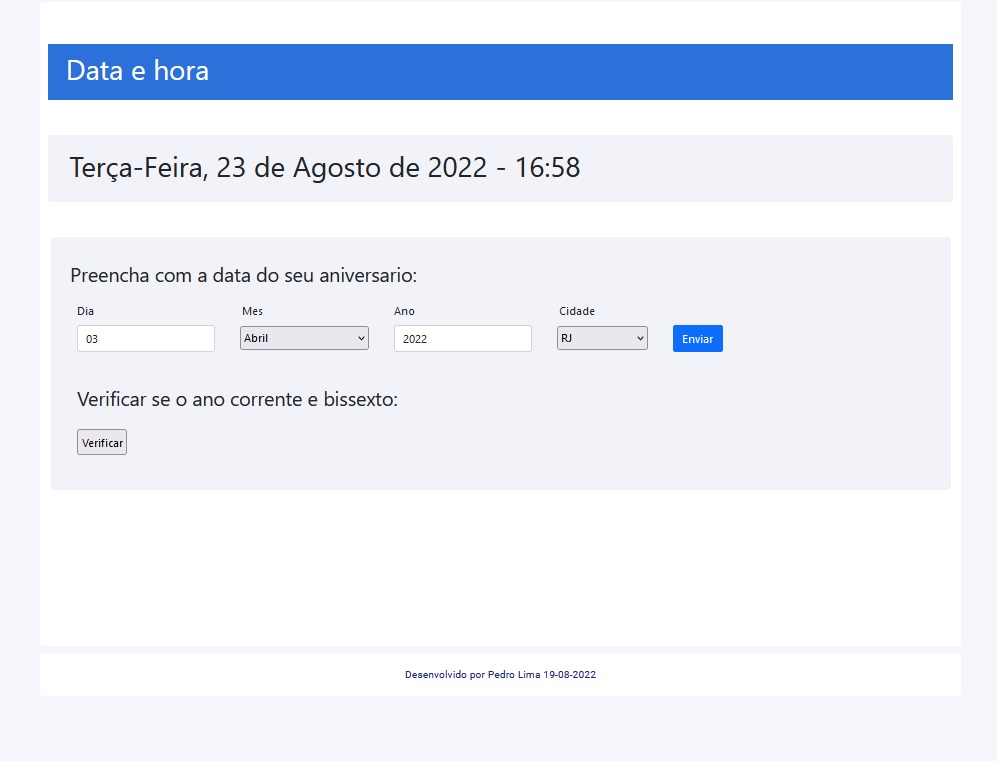 Data e hora
Terça-Feira, 23 de Agosto de 2022 - 16:58
Preencha com a data do seu aniversario:
Dia Mes Ano Cidade
03 Abril 2022 RJ Enviar
Verificar se o ano corrente e bissexto:
Verificar
Desenvolvido por Pedro Lima 19-08-2022